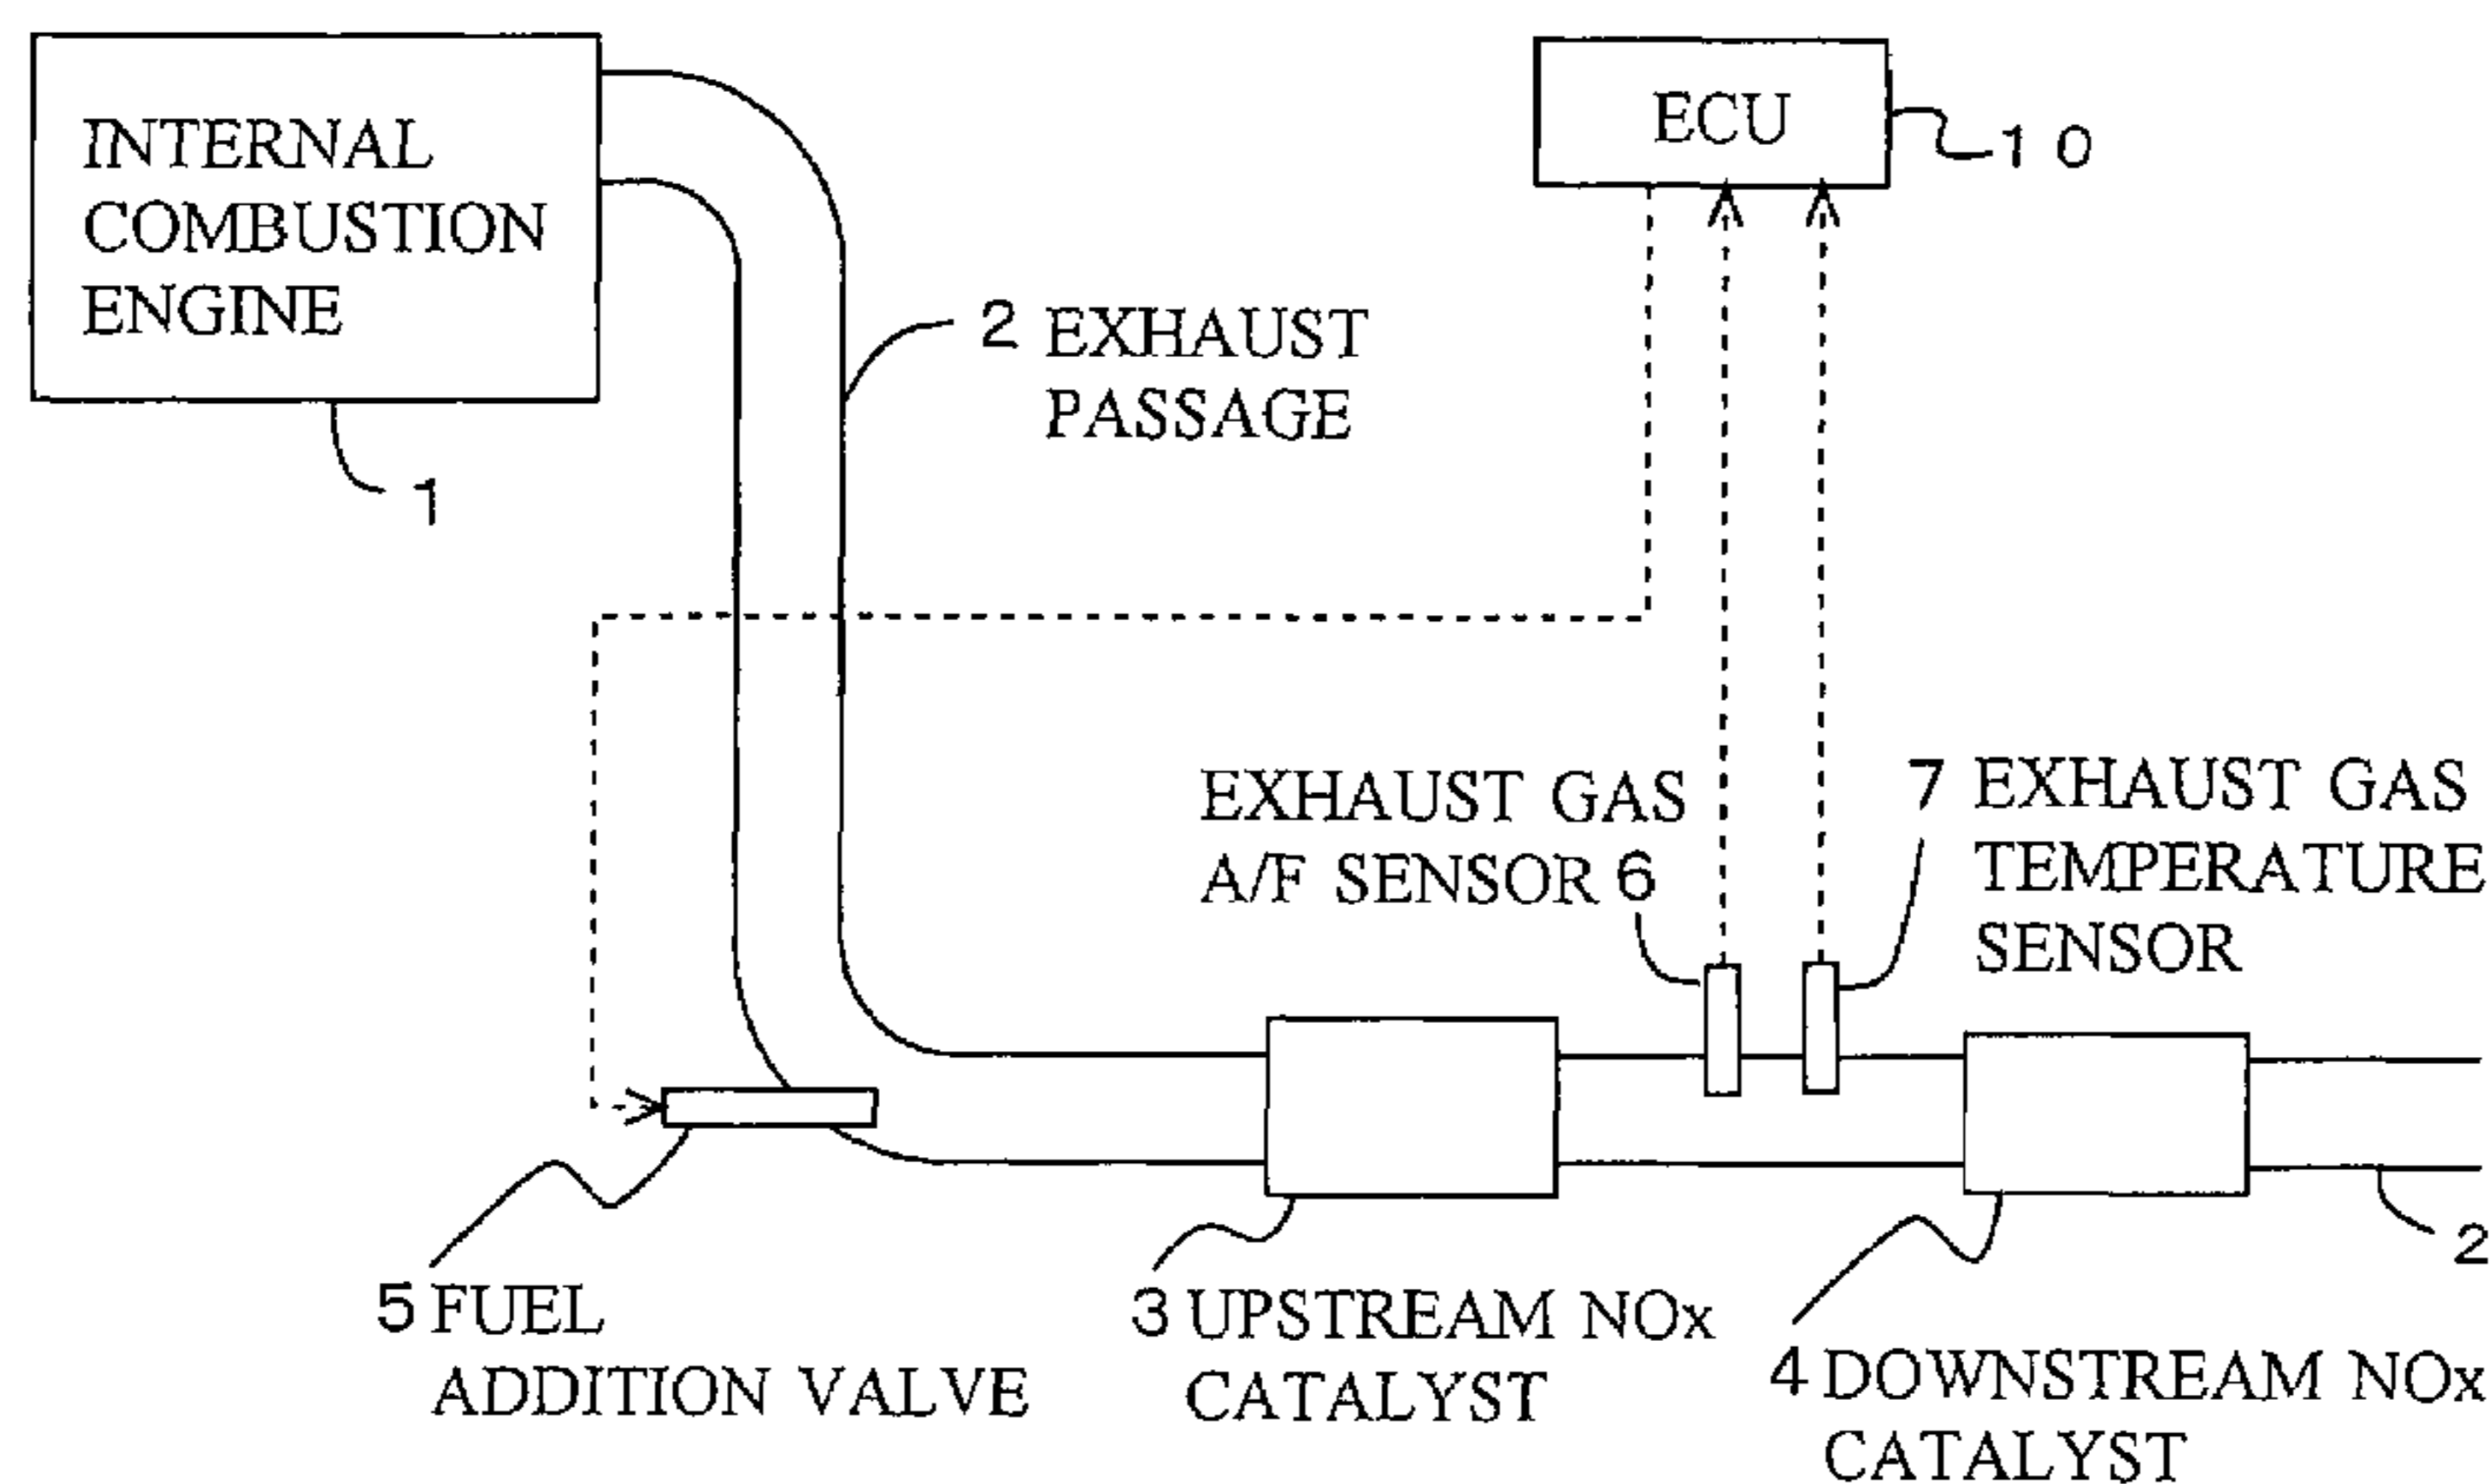 INTERNAL
COMBUSTION
ENGINE
1
ECU
10
2 EXHAUST
PASSAGE
EXHAUST GAS
A/F SENSOR 6
7 EXHAUST GAS
TEMPERATURE
SENSOR
2
5 FUEL
ADDITION VALVE
3 UPSTREAM NOx
CATALYST
4 DOWNSTREAM NOx
CATALYST